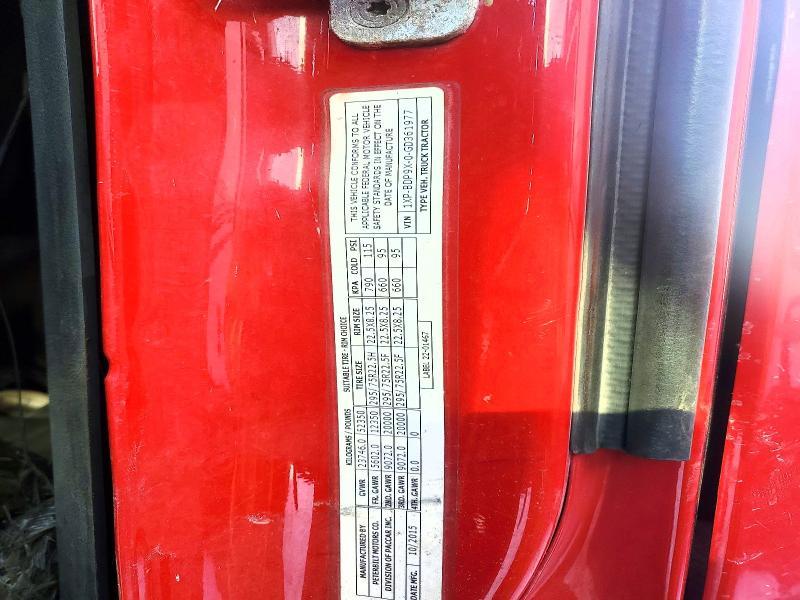 MANUFACTURED BY
PETERBILT MOTORS CO.
DIVISION OF PACCAR INC.
DATE MFG. 10/2015
KILOGRAMS / POUNDS
GVWR 23746.0 52350
FR. GAWR 5602.0 12350
2ND. GAWR 9072.0 20000
3RD. GAWR 9072.0 20000
4TH. GAWR 0.0 0
SUITABLE TIRE - RIM CHOICE
TIRE SIZE RIM SIZE KPA COLD PSI
295/75R22.5H 22.5X8.25 790 115
295/75R22.5F 22.5X8.25 660 95
295/75R22.5F 22.5X8.25 660 95
LABEL: 22-01467
THIS VEHICLE CONFORMS TO ALL
APPLICABLE FEDERAL MOTOR VEHICLE
SAFETY STANDARDS IN EFFECT ON THE
DATE OF MANUFACTURE
VIN 1XP-BDP9X-0-GD361977
TYPE VEH. TRUCK TRACTOR